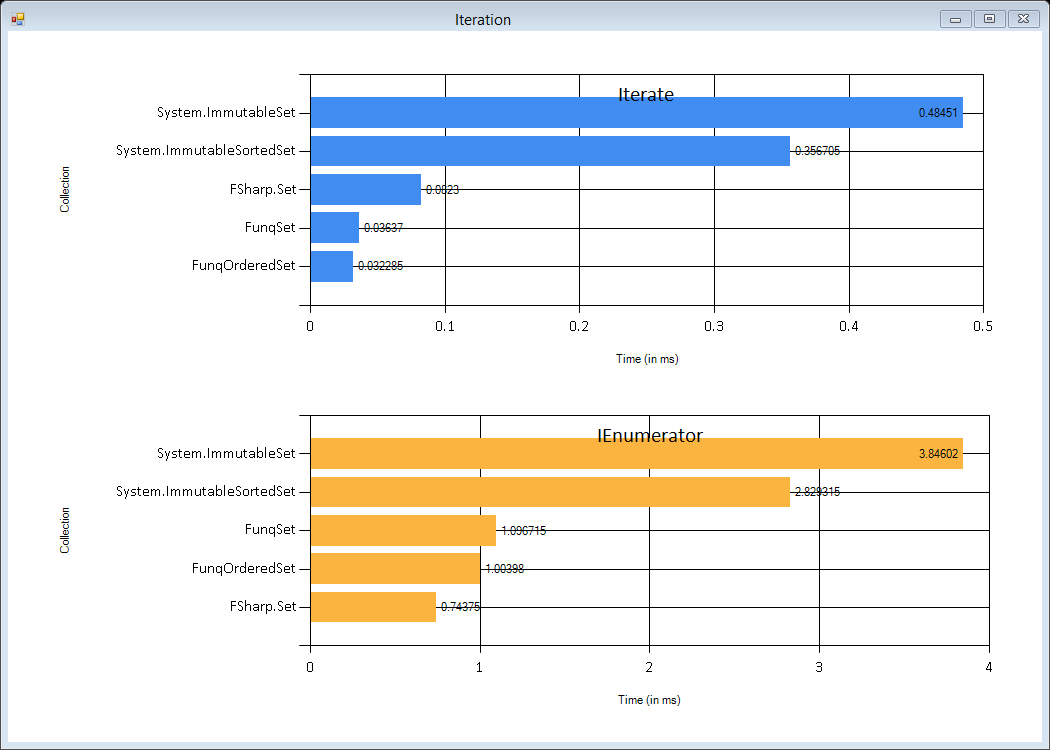 Iteration
Iterate
System.ImmutableSet
0.48451
System.ImmutableSortedSet
0.356705
FSharp.Set
0.0823
FunqSet
0.03637
FunqOrderedSet
0.032285
Collection
0 0.1 0.2 0.3 0.4 0.5
Time (in ms)
IEnumerator
System.ImmutableSet
3.84602
System.ImmutableSortedSet
2.829315
FunqSet
1.096715
FunqOrderedSet
1.00398
FSharp.Set
0.74375
Collection
0 1 2 3 4
Time (in ms)